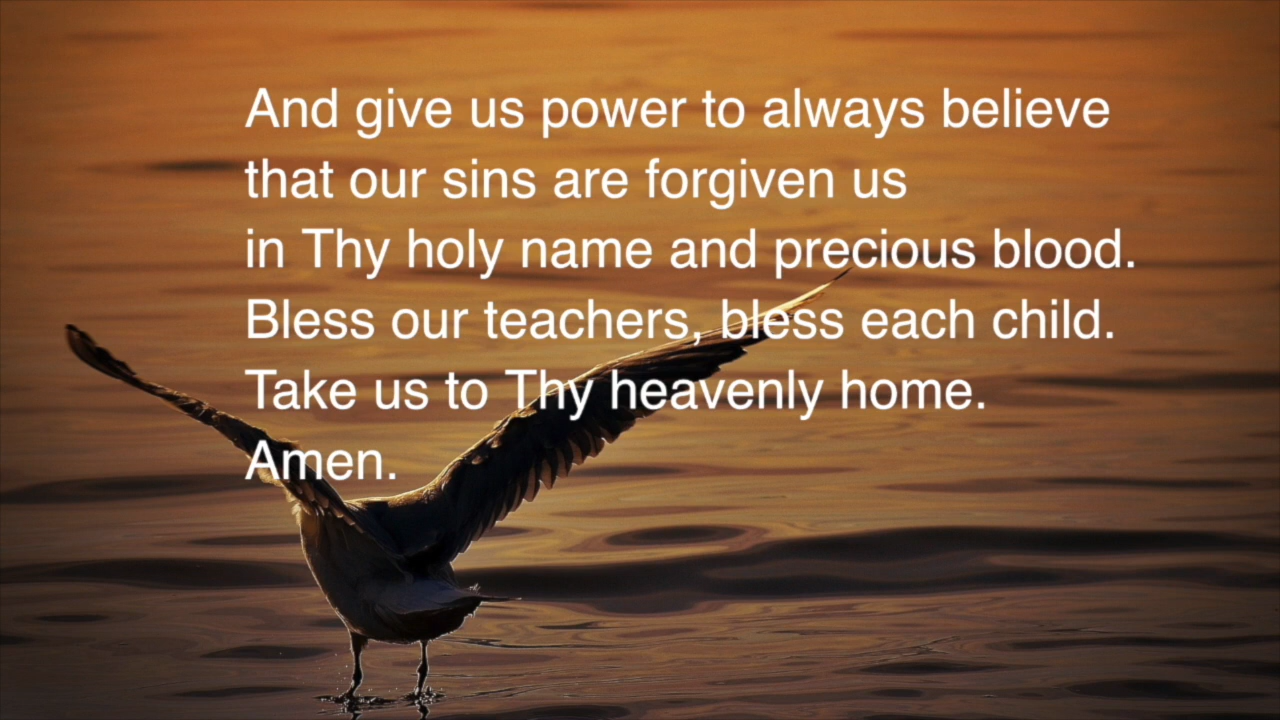 And give us power to always believe
that our sins are forgiven us
in Thy holy name and precious blood.
Bless our teachers, bless each child.
Take us to Thy heavenly home.
Amen.